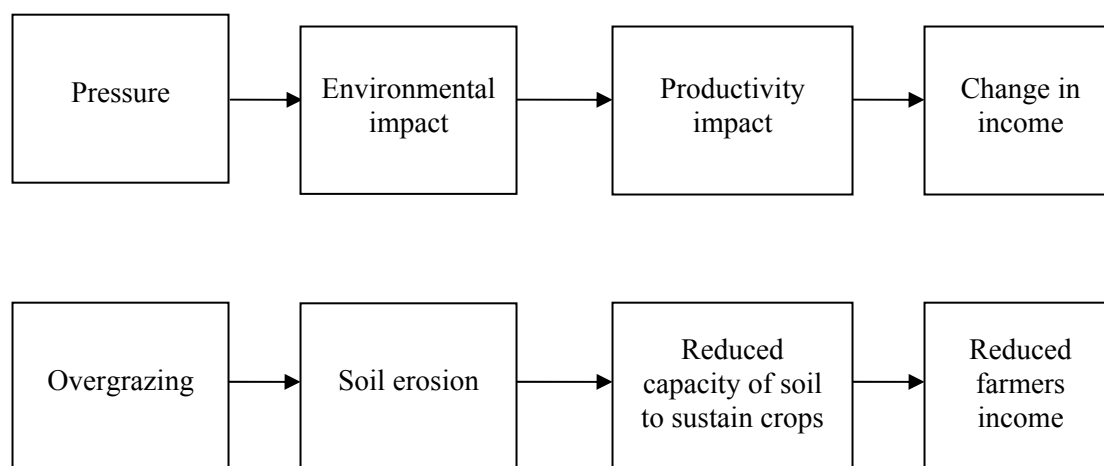 Pressure
Environmental
impact
Productivity
impact
Change in
income
Overgrazing
Soil erosion
Reduced
capacity of soil
to sustain crops
Reduced
farmers
income